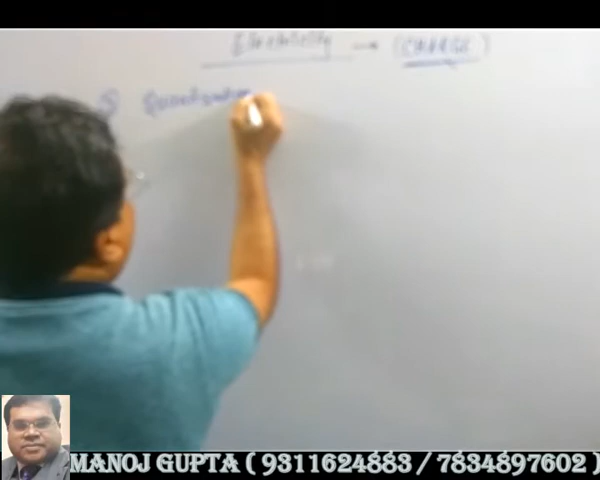 Electricity → (CHARGE)
Quantization
MANOJ GUPTA ( 9311624883 / 7834897602 )